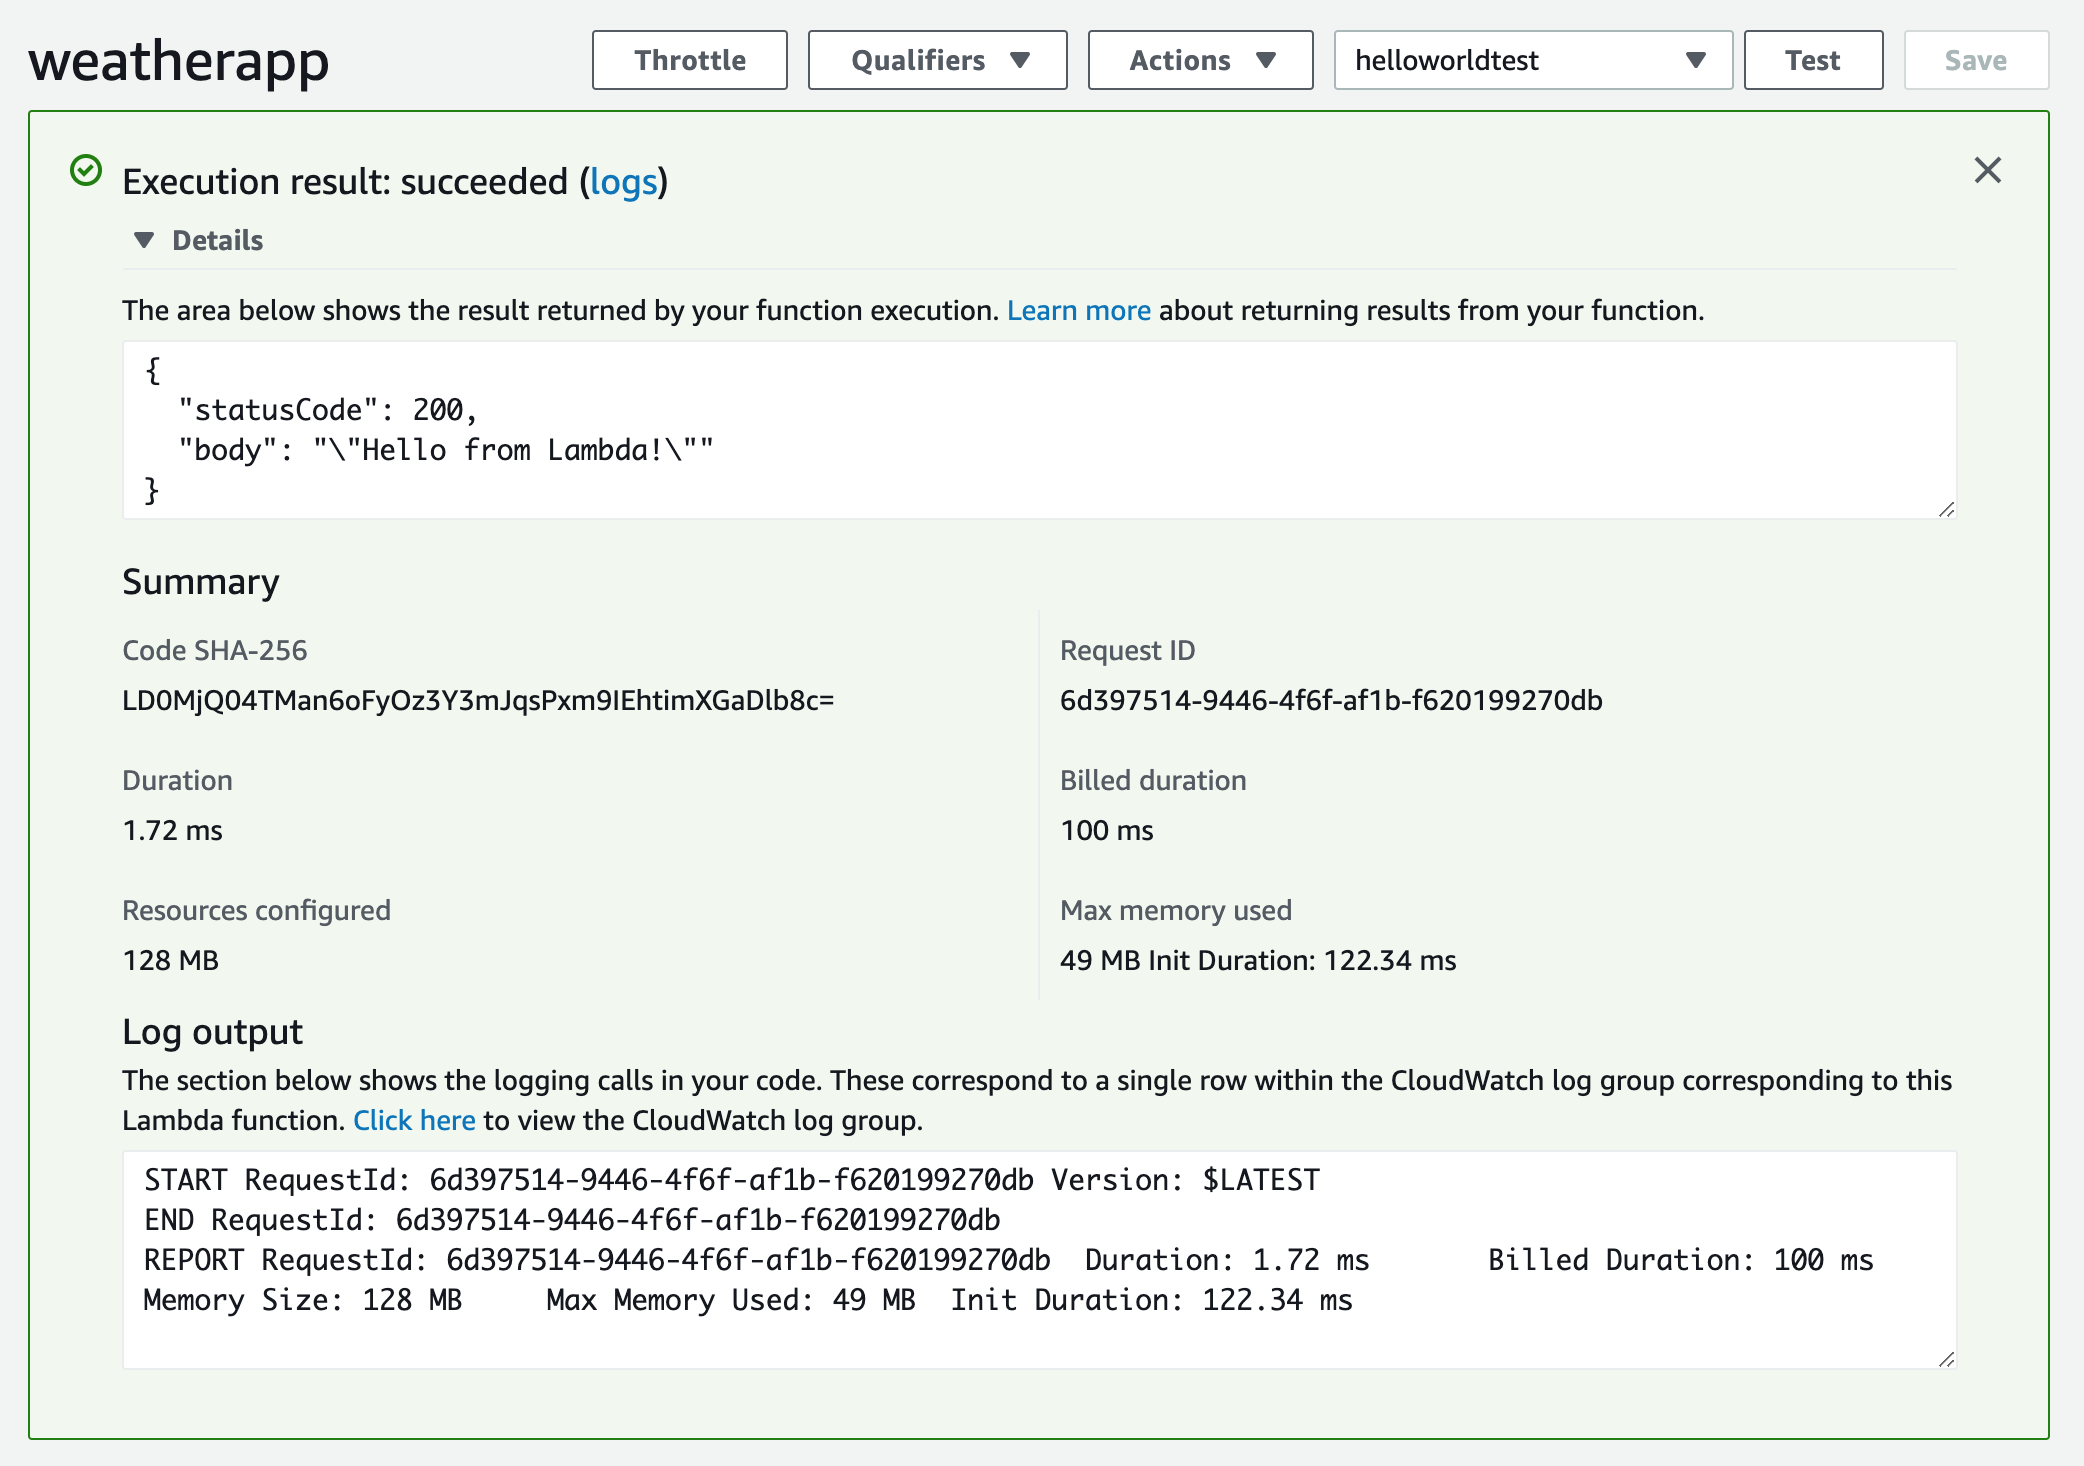 weatherapp
Throttle
Qualifiers
Actions
helloworldtest
Test
Save
Execution result: succeeded (logs)
Details
The area below shows the result returned by your function execution. Learn more about returning results from your function.
{
  "statusCode": 200,
  "body": "\"Hello from Lambda!\""
}
Summary
Code SHA-256
LD0MjQ04TMan6oFyOz3Y3mJqsPxm9IEhtimXGaDlb8c=
Request ID
6d397514-9446-4f6f-af1b-f620199270db
Duration
1.72 ms
Billed duration
100 ms
Resources configured
128 MB
Max memory used
49 MB Init Duration: 122.34 ms
Log output
The section below shows the logging calls in your code. These correspond to a single row within the CloudWatch log group corresponding to this
Lambda function. Click here to view the CloudWatch log group.
START RequestId: 6d397514-9446-4f6f-af1b-f620199270db Version: $LATEST
END RequestId: 6d397514-9446-4f6f-af1b-f620199270db
REPORT RequestId: 6d397514-9446-4f6f-af1b-f620199270db  Duration: 1.72 ms       Billed Duration: 100 ms
Memory Size: 128 MB     Max Memory Used: 49 MB  Init Duration: 122.34 ms